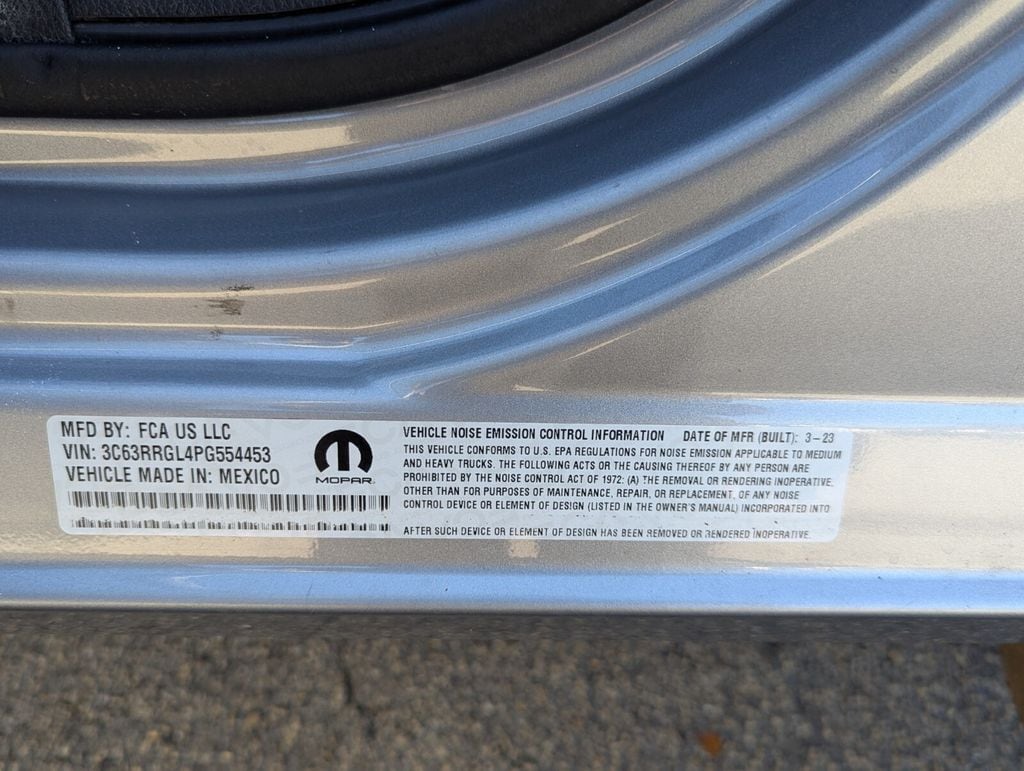 MFD BY: FCA US LLC
VIN: 3C63RRGL4PG554453
VEHICLE MADE IN: MEXICO
MOPAR
VEHICLE NOISE EMISSION CONTROL INFORMATION DATE OF MFR (BUILT): 3-23
THIS VEHICLE CONFORMS TO U.S. EPA REGULATIONS FOR NOISE EMISSION APPLICABLE TO MEDIUM
AND HEAVY TRUCKS. THE FOLLOWING ACTS OR THE CAUSING THEREOF BY ANY PERSON ARE
PROHIBITED BY THE NOISE CONTROL ACT OF 1972: (A) THE REMOVAL OR RENDERING INOPERATIVE,
OTHER THAN FOR PURPOSES OF MAINTENANCE, REPAIR, OR REPLACEMENT, OF ANY NOISE
CONTROL DEVICE OR ELEMENT OF DESIGN (LISTED IN THE OWNER'S MANUAL) INCORPORATED INTO
AFTER SUCH DEVICE OR ELEMENT OF DESIGN HAS BEEN REMOVED OR RENDERED INOPERATIVE.